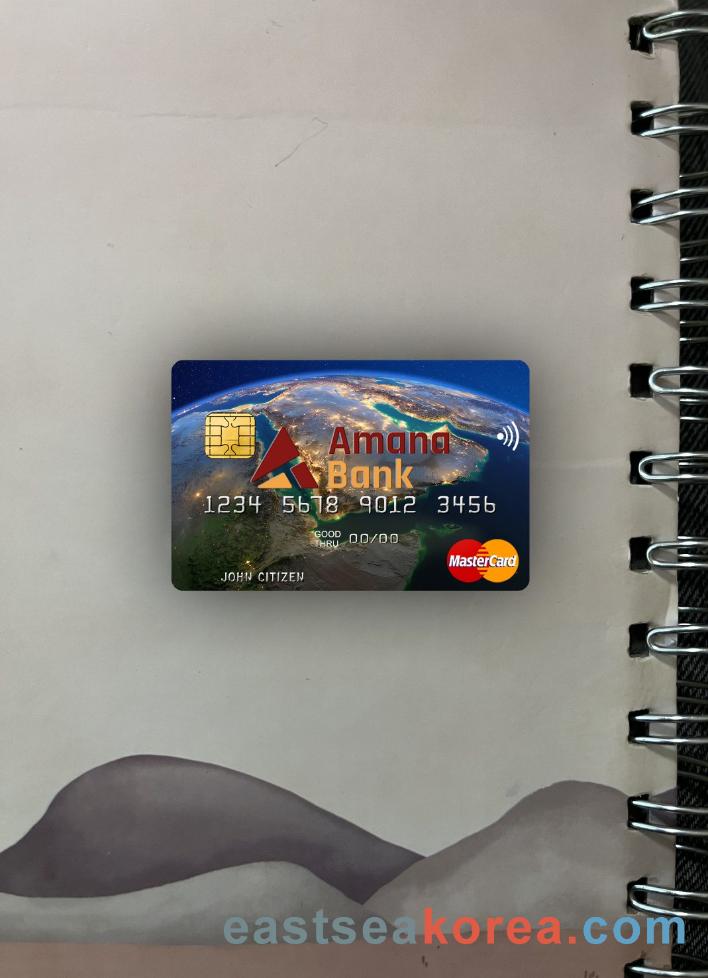 Amana
Bank
1234 5678 9012 3456
GOOD
THRU 00/00
MasterCard
JOHN CITIZEN
eastseakorea.com